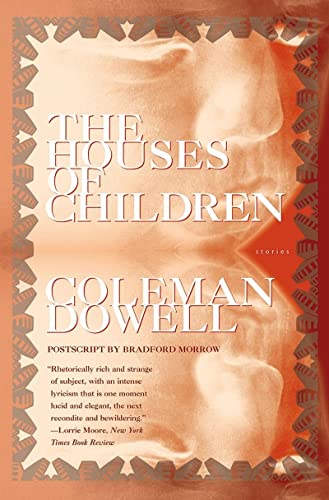 THE
HOUSES
OF
CHILDREN
stories
COLEMAN
DOWELL
POSTSCRIPT BY BRADFORD MORROW
"Rhetorically rich and strange
of subject, with an intense
lyricism that is one moment
lucid and elegant, the next
recondite and bewildering."
—Lorrie Moore, New York
Times Book Review